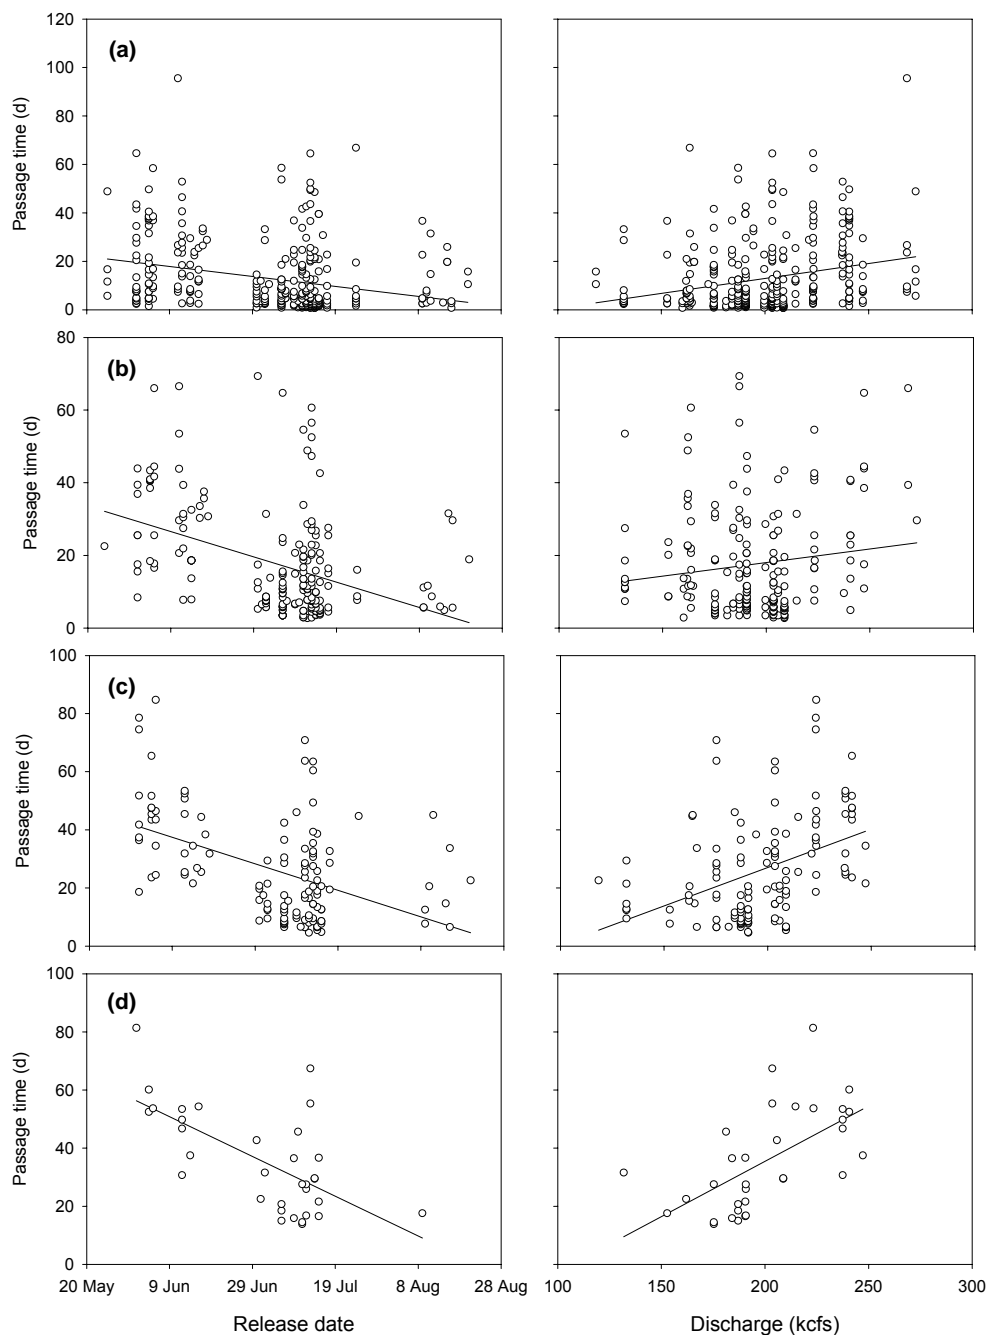 120
100
80
60
40
20
0
Passage time (d)
(a)
80
60
40
20
0
Passage time (d)
(b)
100
80
60
40
20
0
Passage time (d)
(c)
100
80
60
40
20
0
Passage time (d)
(d)
20 May 9 Jun 29 Jun 19 Jul 8 Aug 28 Aug
100 150 200 250 300
Release date
Discharge (kcfs)